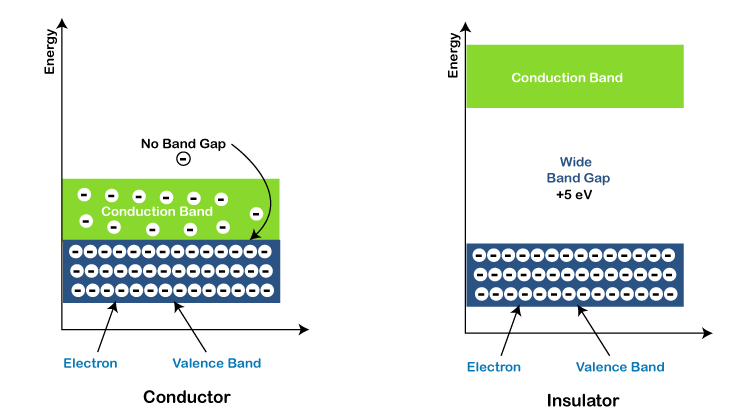 Energy
No Band Gap
Conduction Band
Electron
Valence Band
Conductor
Energy
Conduction Band
Wide
Band Gap
+5 eV
Electron
Valence Band
Insulator